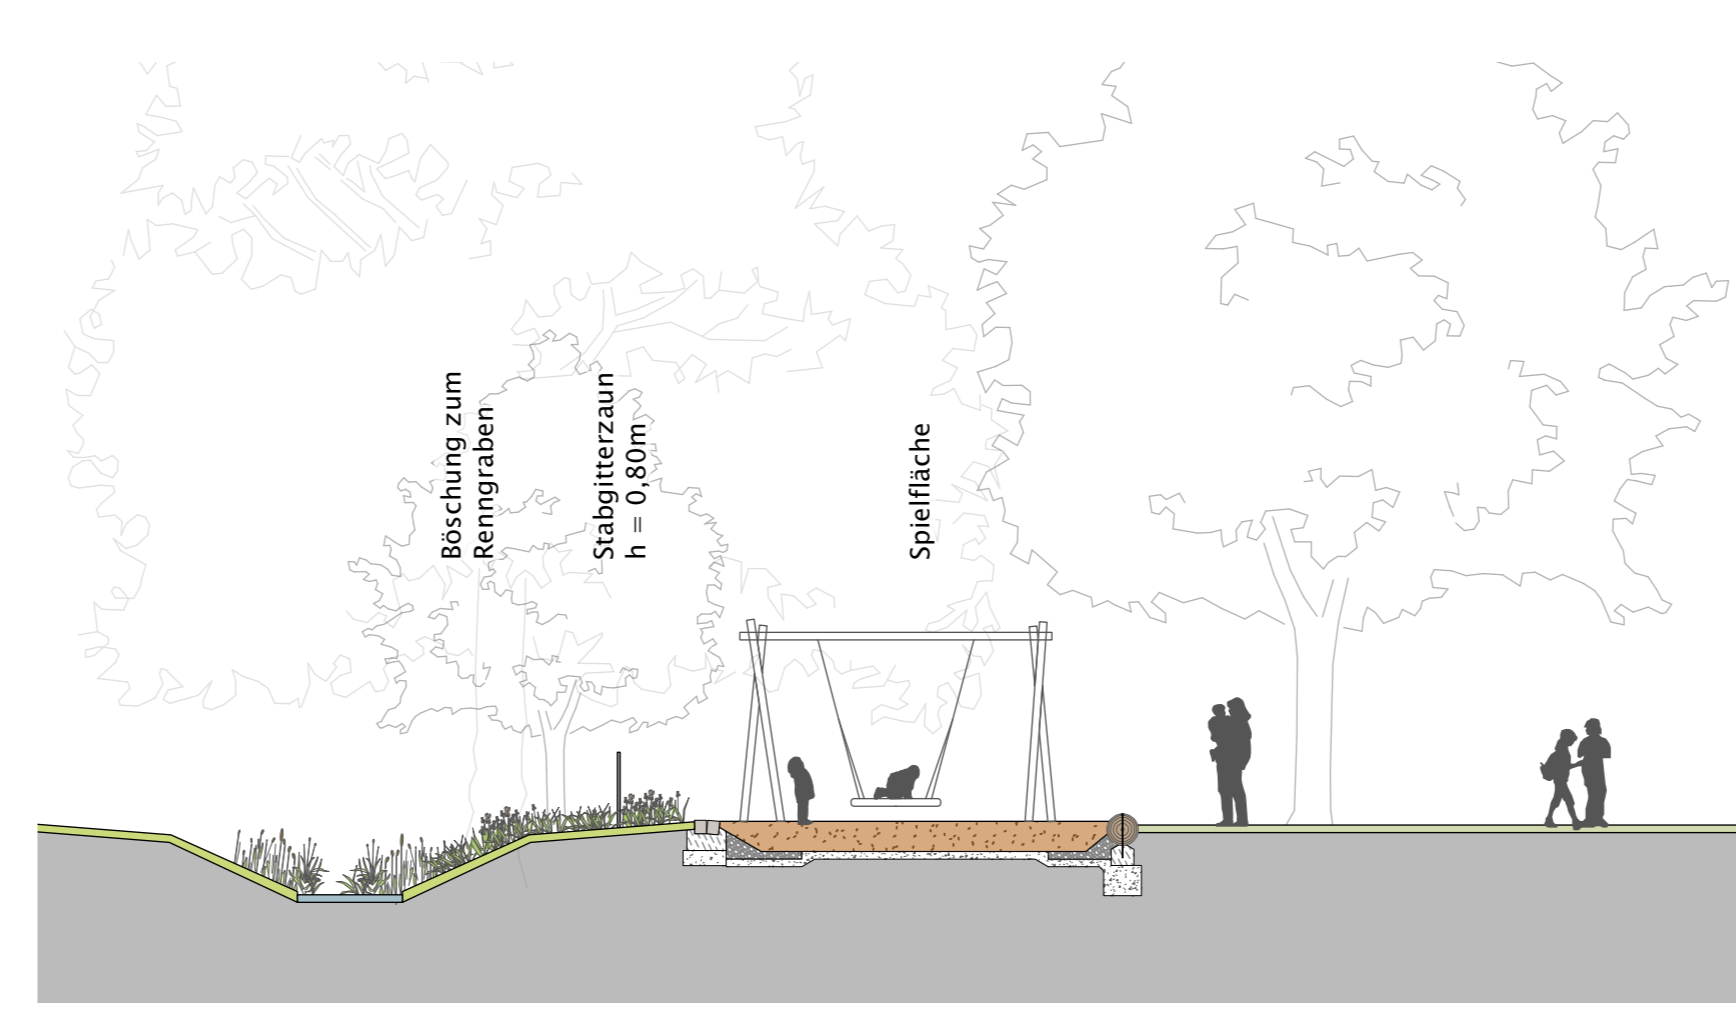 Böschung zum
Renngraben
Stabgitterzaun
h = 0,80m
Spielfläche